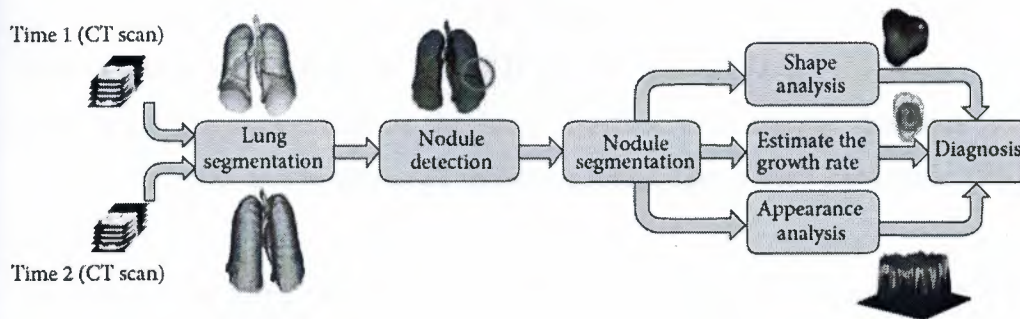 Time 1 (CT scan)
Lung
segmentation
Time 2 (CT scan)
Nodule
detection
Nodule
segmentation
Shape
analysis
Estimate the
growth rate
Appearance
analysis
Diagnosis